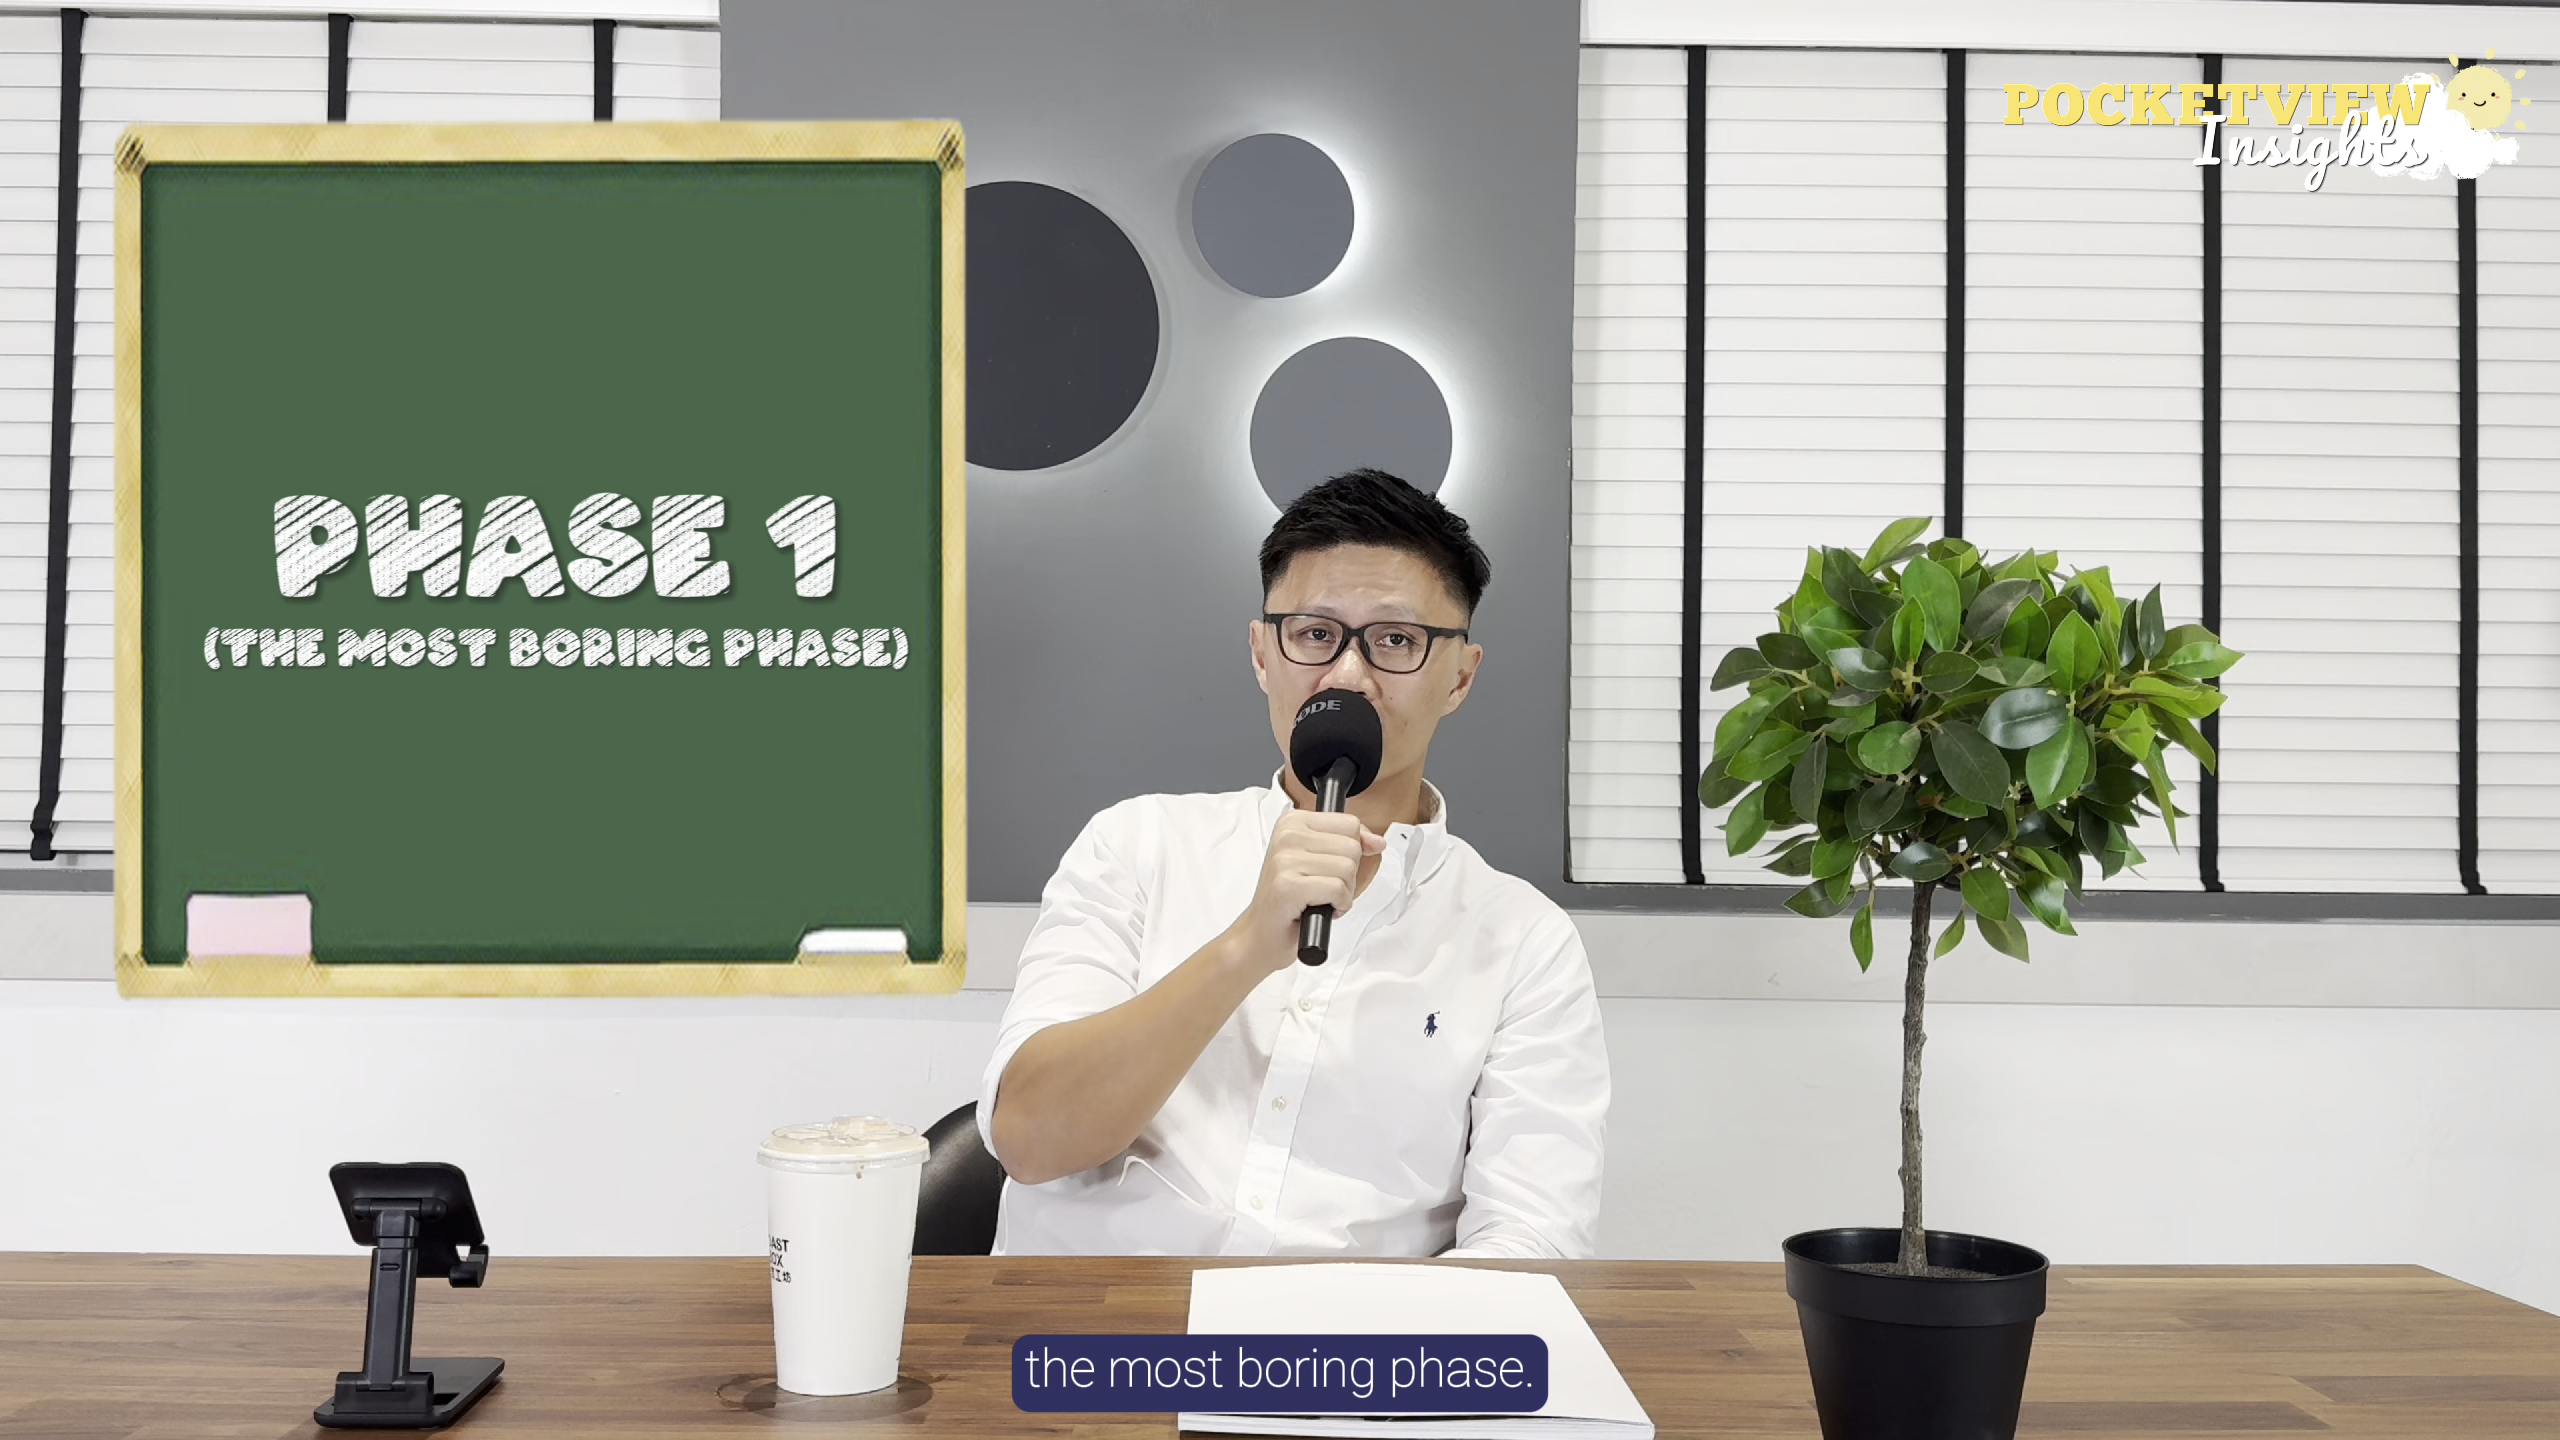 POCKETVIEW
Insights
PHASE 1
(THE MOST BORING PHASE)
the most boring phase.